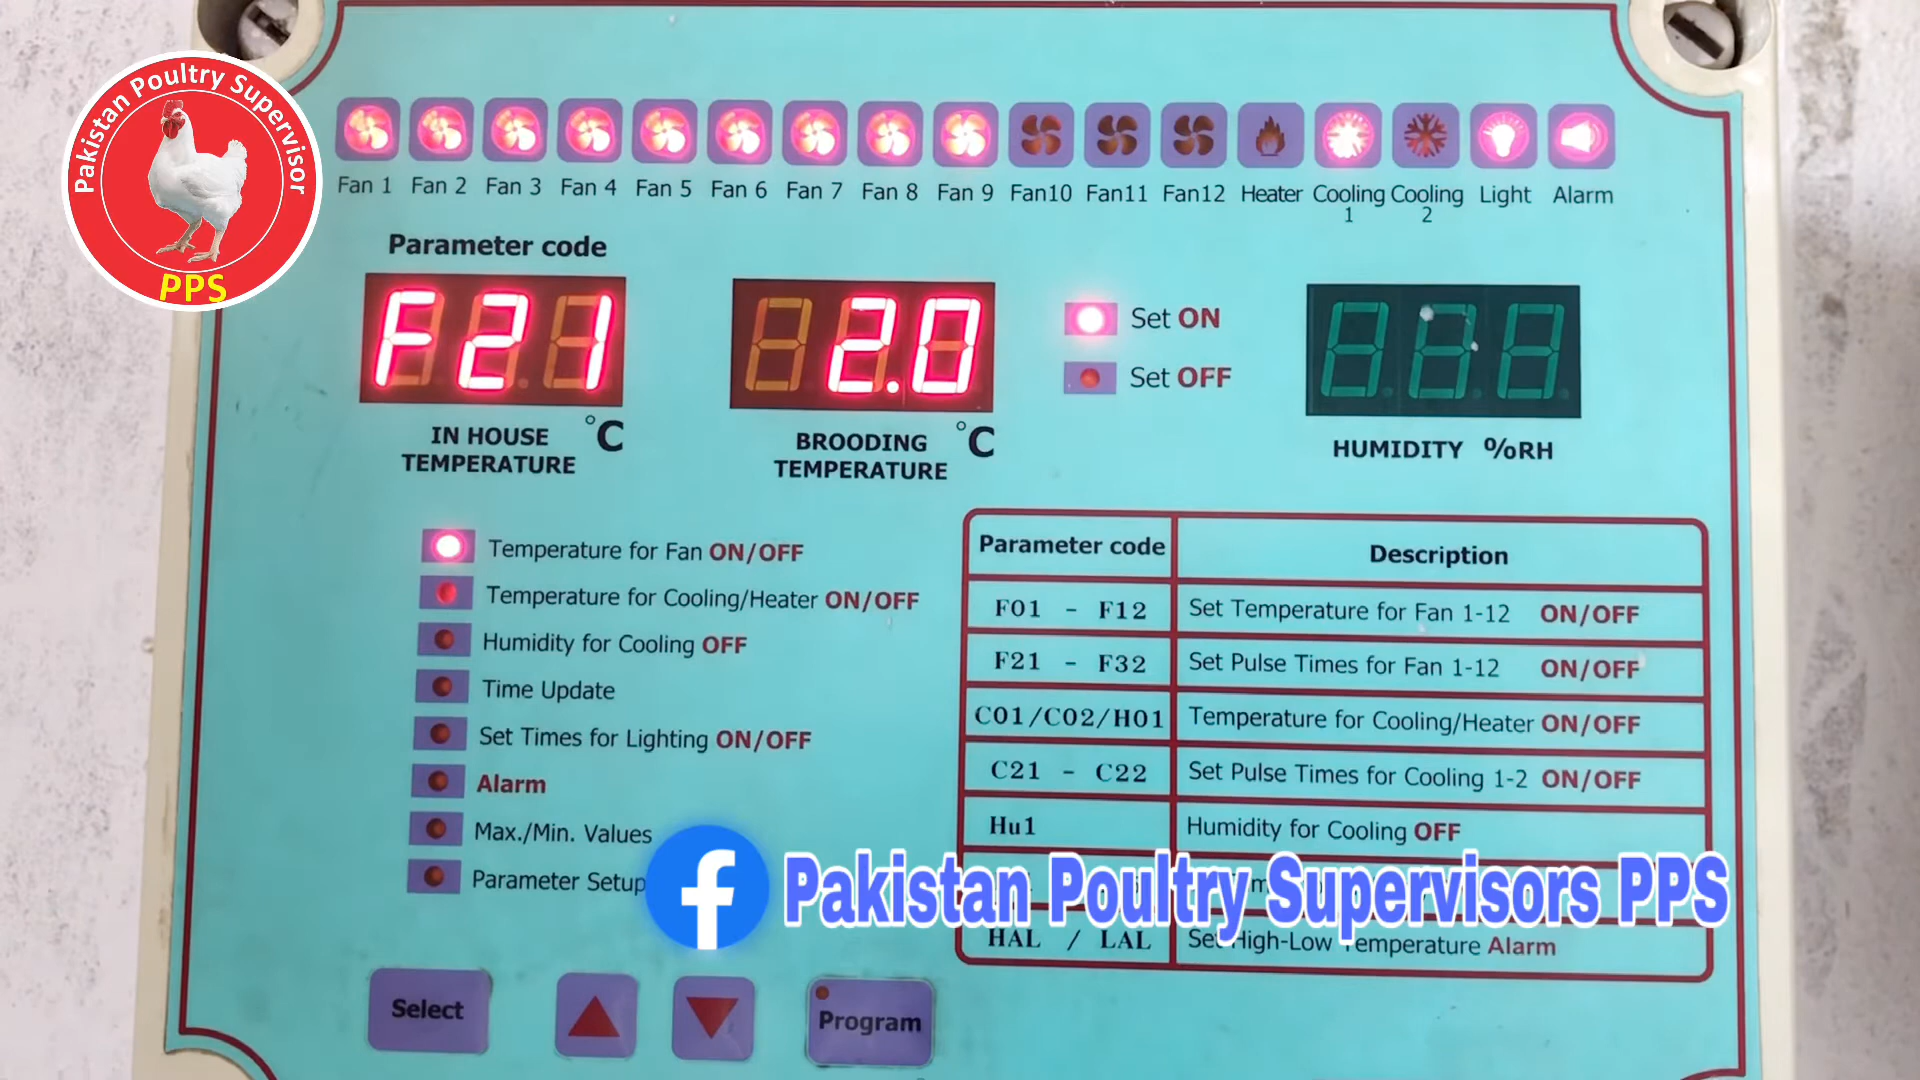 Pakistan Poultry Supervisor
PPS
Fan 1 Fan 2 Fan 3 Fan 4 Fan 5 Fan 6 Fan 7 Fan 8 Fan 9 Fan10 Fan11 Fan12 Heater Cooling 1 Cooling 2 Light Alarm
Parameter code
F21
2.0
Set ON
Set OFF
IN HOUSE TEMPERATURE °C
BROODING TEMPERATURE °C
HUMIDITY %RH
Temperature for Fan ON/OFF
Temperature for Cooling/Heater ON/OFF
Humidity for Cooling OFF
Time Update
Set Times for Lighting ON/OFF
Alarm
Max./Min. Values
Parameter Setup
Parameter code Description
F01 - F12 Set Temperature for Fan 1-12 ON/OFF
F21 - F32 Set Pulse Times for Fan 1-12 ON/OFF
C01/C02/H01 Temperature for Cooling/Heater ON/OFF
C21 - C22 Set Pulse Times for Cooling 1-2 ON/OFF
Hu1 Humidity for Cooling OFF
HAL / LAL Set High-Low Temperature Alarm
Pakistan Poultry Supervisors PPS
Select
Program